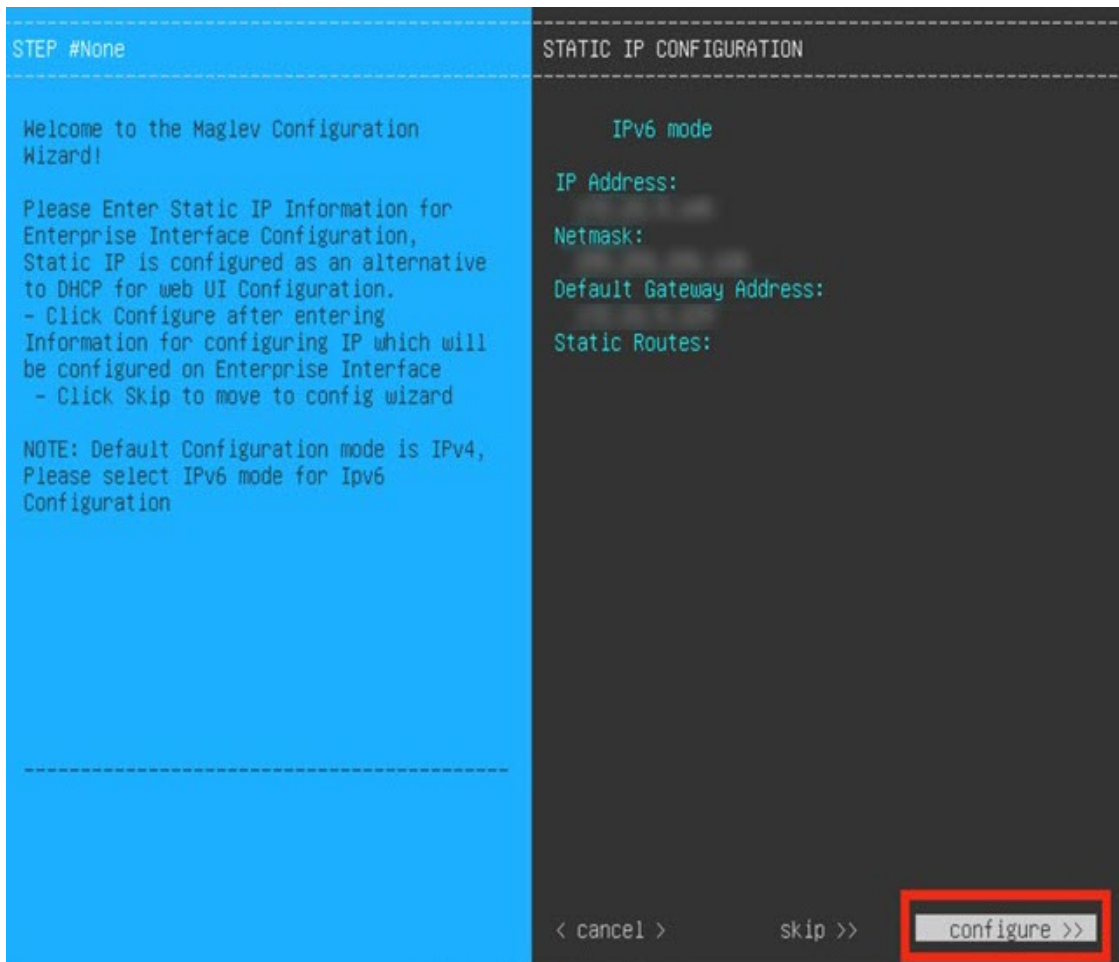 STEP #None
Welcome to the Maglev Configuration
Wizard!
Please Enter Static IP Information for
Enterprise Interface Configuration,
Static IP is configured as an alternative
to DHCP for web UI Configuration.
- Click Configure after entering
Information for configuring IP which will
be configured on Enterprise Interface
- Click Skip to move to config wizard
NOTE: Default Configuration mode is IPv4,
Please select IPv6 mode for Ipv6
Configuration
STATIC IP CONFIGURATION
IPv6 mode
IP Address:
Netmask:
Default Gateway Address:
Static Routes:
< cancel > skip >> configure >>